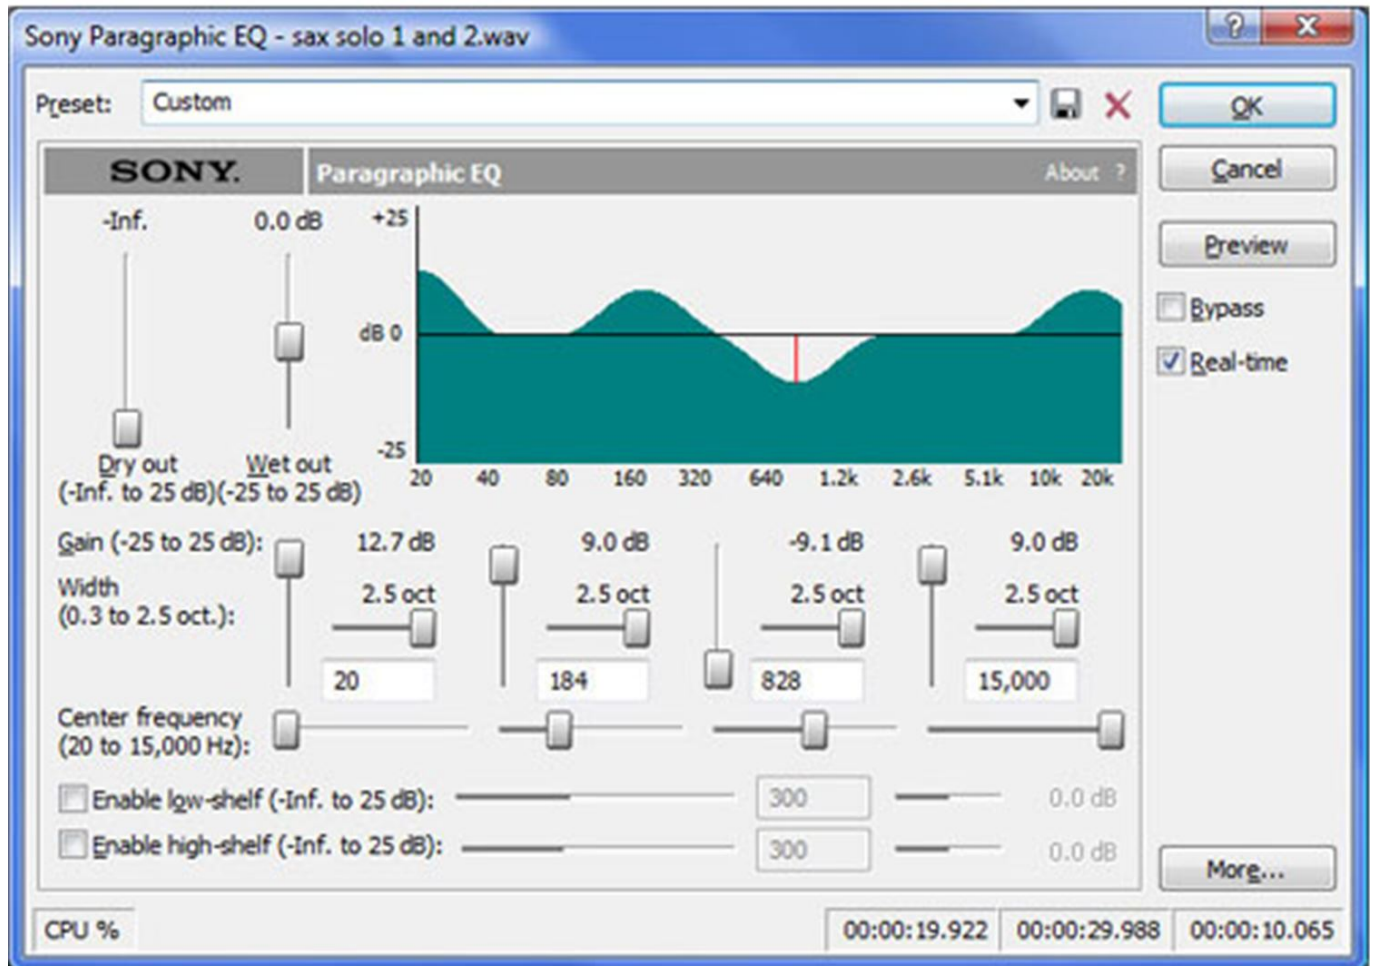 Sony Paragraphic EQ - sax solo 1 and 2.wav
? X
Preset: Custom
OK
SONY. Paragraphic EQ About ?
Cancel
-Inf. 0.0 dB +25
Preview
Bypass
dB 0
Real-time
-25
Dry out Wet out
(-Inf. to 25 dB)(-25 to 25 dB)
20 40 80 160 320 640 1.2k 2.6k 5.1k 10k 20k
Gain (-25 to 25 dB): 12.7 dB 9.0 dB -9.1 dB 9.0 dB
Width
(0.3 to 2.5 oct.):
2.5 oct 2.5 oct 2.5 oct 2.5 oct
20 184 828 15,000
Center frequency
(20 to 15,000 Hz):
Enable low-shelf (-Inf. to 25 dB): 300 0.0 dB
Enable high-shelf (-Inf. to 25 dB): 300 0.0 dB
More...
CPU % 00:00:19.922 00:00:29.988 00:00:10.065